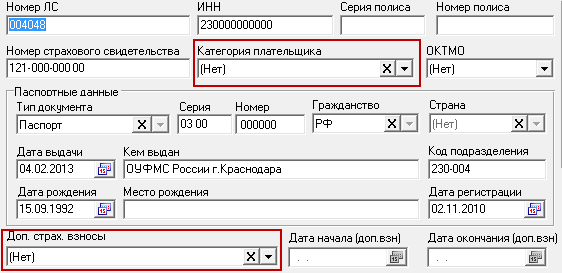 Номер ЛС ИНН Серия полиса Номер полиса
004048 230000000000
Номер страхового свидетельства Категория плательщика ОКТМО
121-000-000 00 (Нет) X (Нет)
Паспортные данные
Тип документа Серия Номер Гражданство Страна
Паспорт X 03 00 000000 РФ X (Нет) X
Дата выдачи Кем выдан Код подразделения
04.02.2013 ОУФМС России г.Краснодара 230-004
Дата рождения Место рождения Дата регистрации
15.09.1992 02.11.2010
Доп. страх. взносы Дата начала (доп.взн) Дата окончания (доп.взн)
(Нет) X . . . .